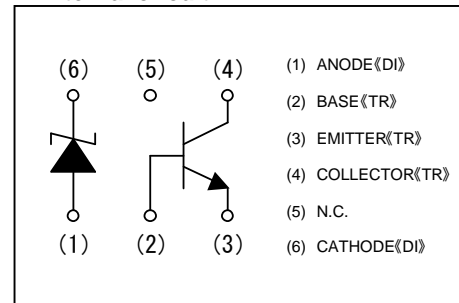 (6) (5) (4)
(1) (2) (3)
(1) ANODE《DI》
(2) BASE《TR》
(3) EMITTER《TR》
(4) COLLECTOR《TR》
(5) N.C.
(6) CATHODE《DI》